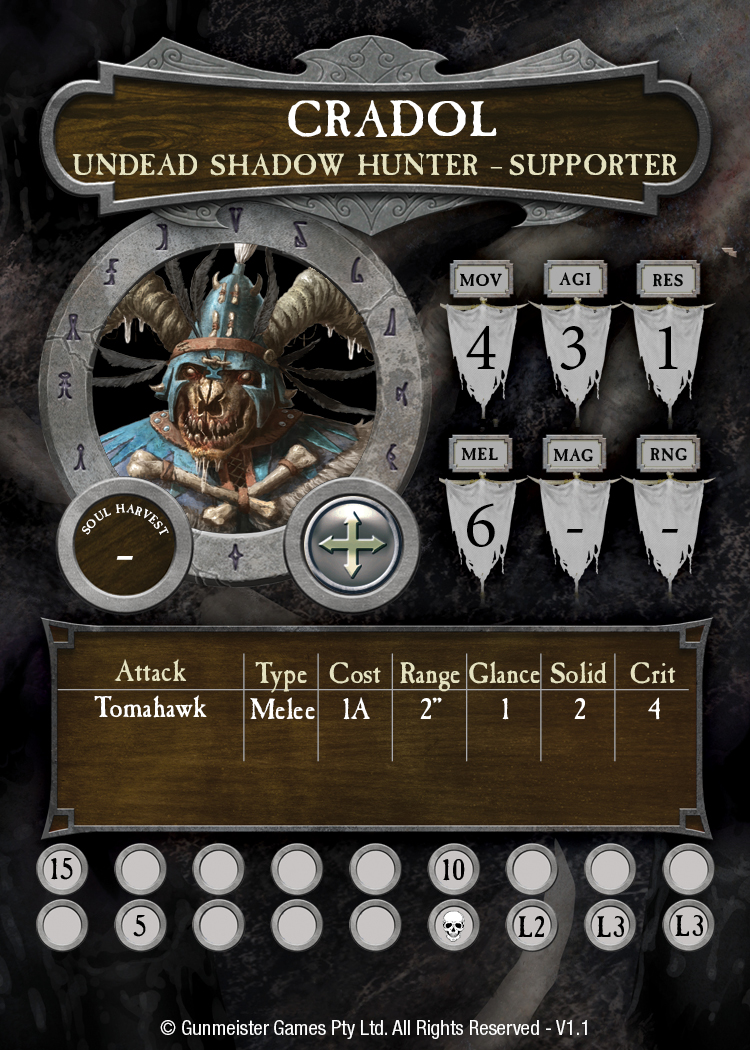 CRADOL
UNDEAD SHADOW HUNTER – SUPPORTER
MOV AGI RES
4 3 1
MEL MAG RNG
6 - -
SOUL HARVEST
-
Attack Type Cost Range Glance Solid Crit
Tomahawk Melee 1A 2” 1 2 4
15 10
5 L2 L3 L3
© Gunmeister Games Pty Ltd. All Rights Reserved - V1.1